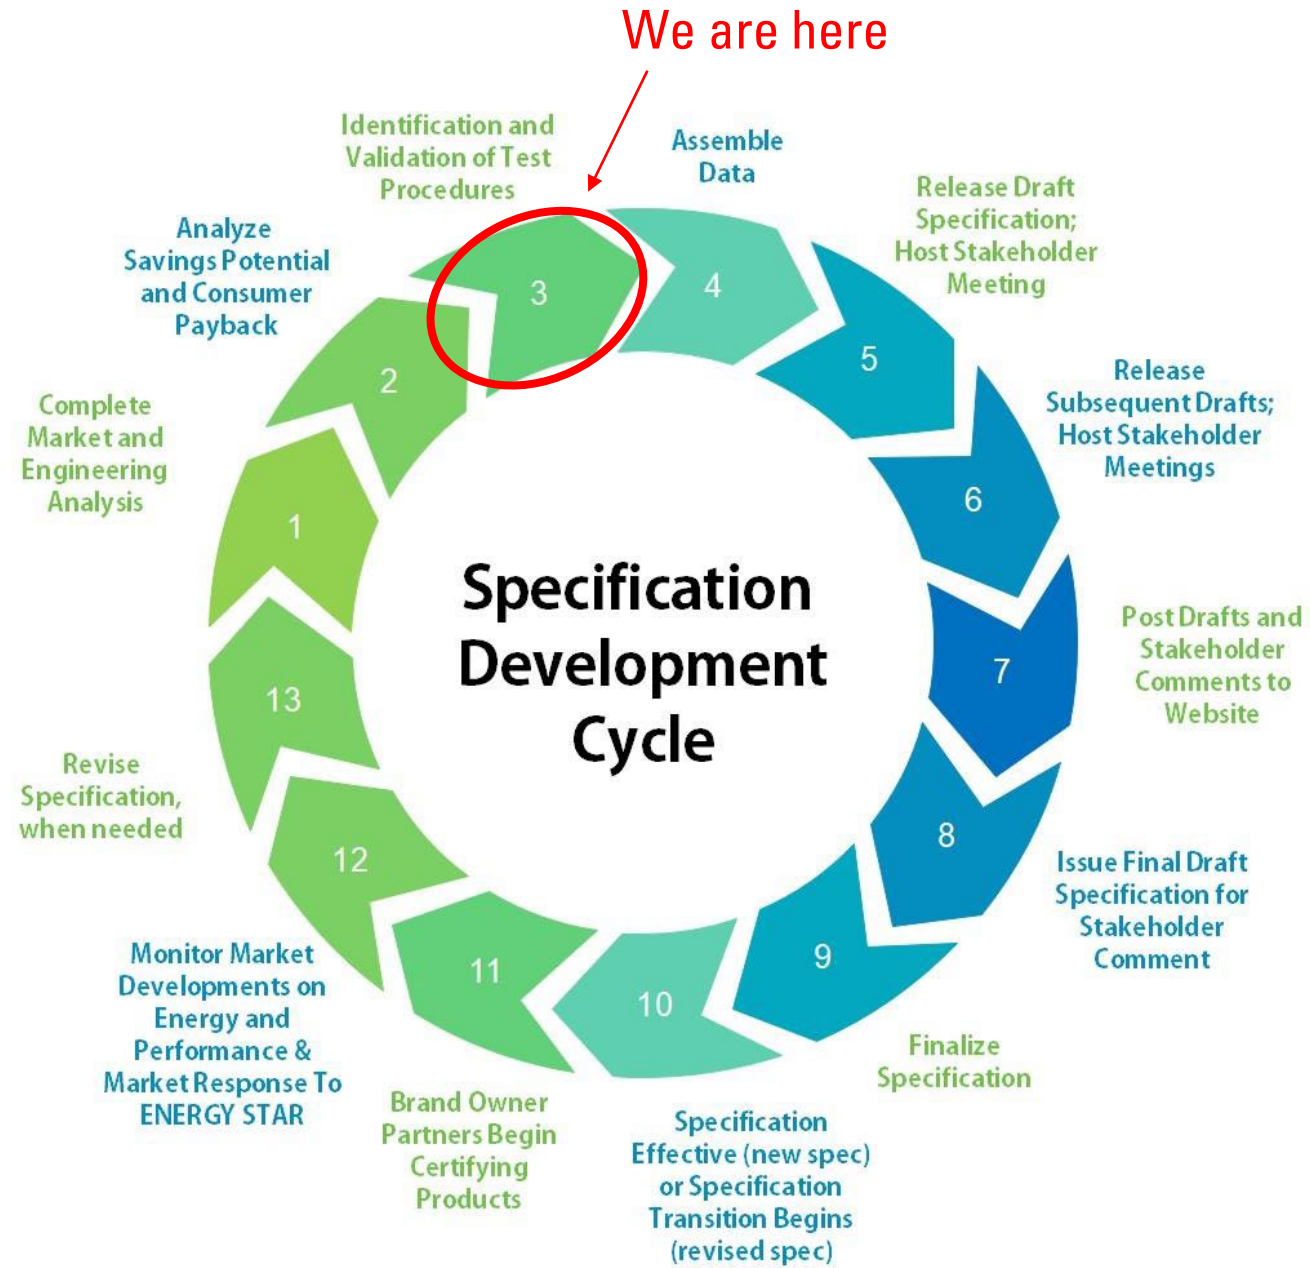 We are here
Identification and
Validation of Test
Procedures
Assemble
Data
Release Draft
Specification;
Host Stakeholder
Meeting
Analyze
Savings Potential
and Consumer
Payback
3
4
5
2
Release
Subsequent Drafts;
Host Stakeholder
Meetings
Complete
Market and
Engineering
Analysis
6
1
Specification
Development
Cycle
Post Drafts and
Stakeholder
Comments to
Website
7
13
Revise
Specification,
when needed
8
12
Issue Final Draft
Specification for
Stakeholder
Comment
9
11
10
Monitor Market
Developments on
Energy and
Performance &
Market Response To
ENERGY STAR
Finalize
Specification
Brand Owner
Partners Begin
Certifying
Products
Specification
Effective (new spec)
or Specification
Transition Begins
(revised spec)